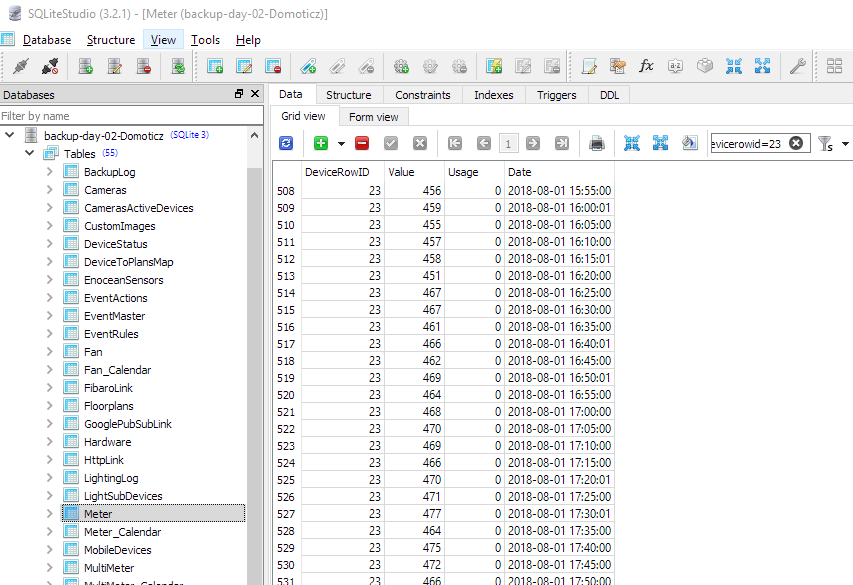 SQLiteStudio (3.2.1) - [Meter (backup-day-02-Domoticz)]
Database Structure View Tools Help
Databases
Filter by name
backup-day-02-Domoticz (SQLite 3)
Tables (55)
BackupLog
Cameras
CamerasActiveDevices
CustomImages
DeviceStatus
DeviceToPlansMap
EnoceanSensors
EventActions
EventMaster
EventRules
Fan
Fan_Calendar
FibaroLink
Floorplans
GooglePubSubLink
Hardware
HttpLink
LightingLog
LightSubDevices
Meter
Meter_Calendar
MobileDevices
MultiMeter
MultiMeter_Calendar
Data Structure Constraints Indexes Triggers DDL
Grid view Form view
1 evicerowid=23
DeviceRowID Value Usage Date
508 23 456 0 2018-08-01 15:55:00
509 23 459 0 2018-08-01 16:00:01
510 23 455 0 2018-08-01 16:05:00
511 23 457 0 2018-08-01 16:10:00
512 23 458 0 2018-08-01 16:15:01
513 23 451 0 2018-08-01 16:20:00
514 23 467 0 2018-08-01 16:25:00
515 23 467 0 2018-08-01 16:30:00
516 23 461 0 2018-08-01 16:35:00
517 23 466 0 2018-08-01 16:40:01
518 23 462 0 2018-08-01 16:45:00
519 23 469 0 2018-08-01 16:50:01
520 23 464 0 2018-08-01 16:55:00
521 23 468 0 2018-08-01 17:00:00
522 23 470 0 2018-08-01 17:05:00
523 23 469 0 2018-08-01 17:10:00
524 23 466 0 2018-08-01 17:15:00
525 23 470 0 2018-08-01 17:20:01
526 23 471 0 2018-08-01 17:25:00
527 23 477 0 2018-08-01 17:30:01
528 23 464 0 2018-08-01 17:35:00
529 23 475 0 2018-08-01 17:40:00
530 23 472 0 2018-08-01 17:45:00
531 23 466 0 2018-08-01 17:50:00